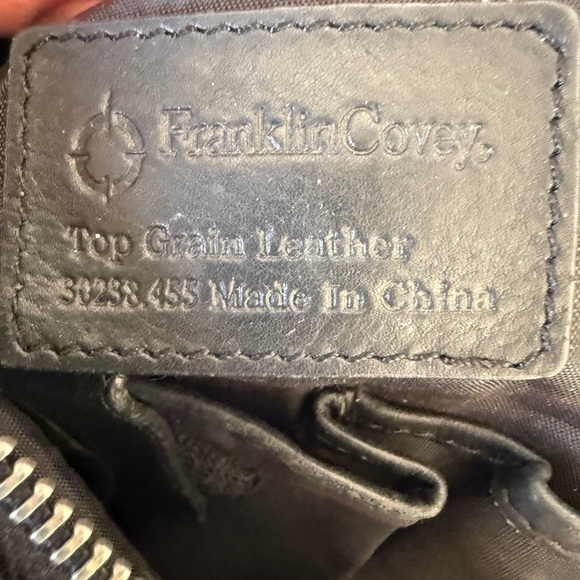 FranklinCovey.
Top Grain Leather
30238.455 Made In China